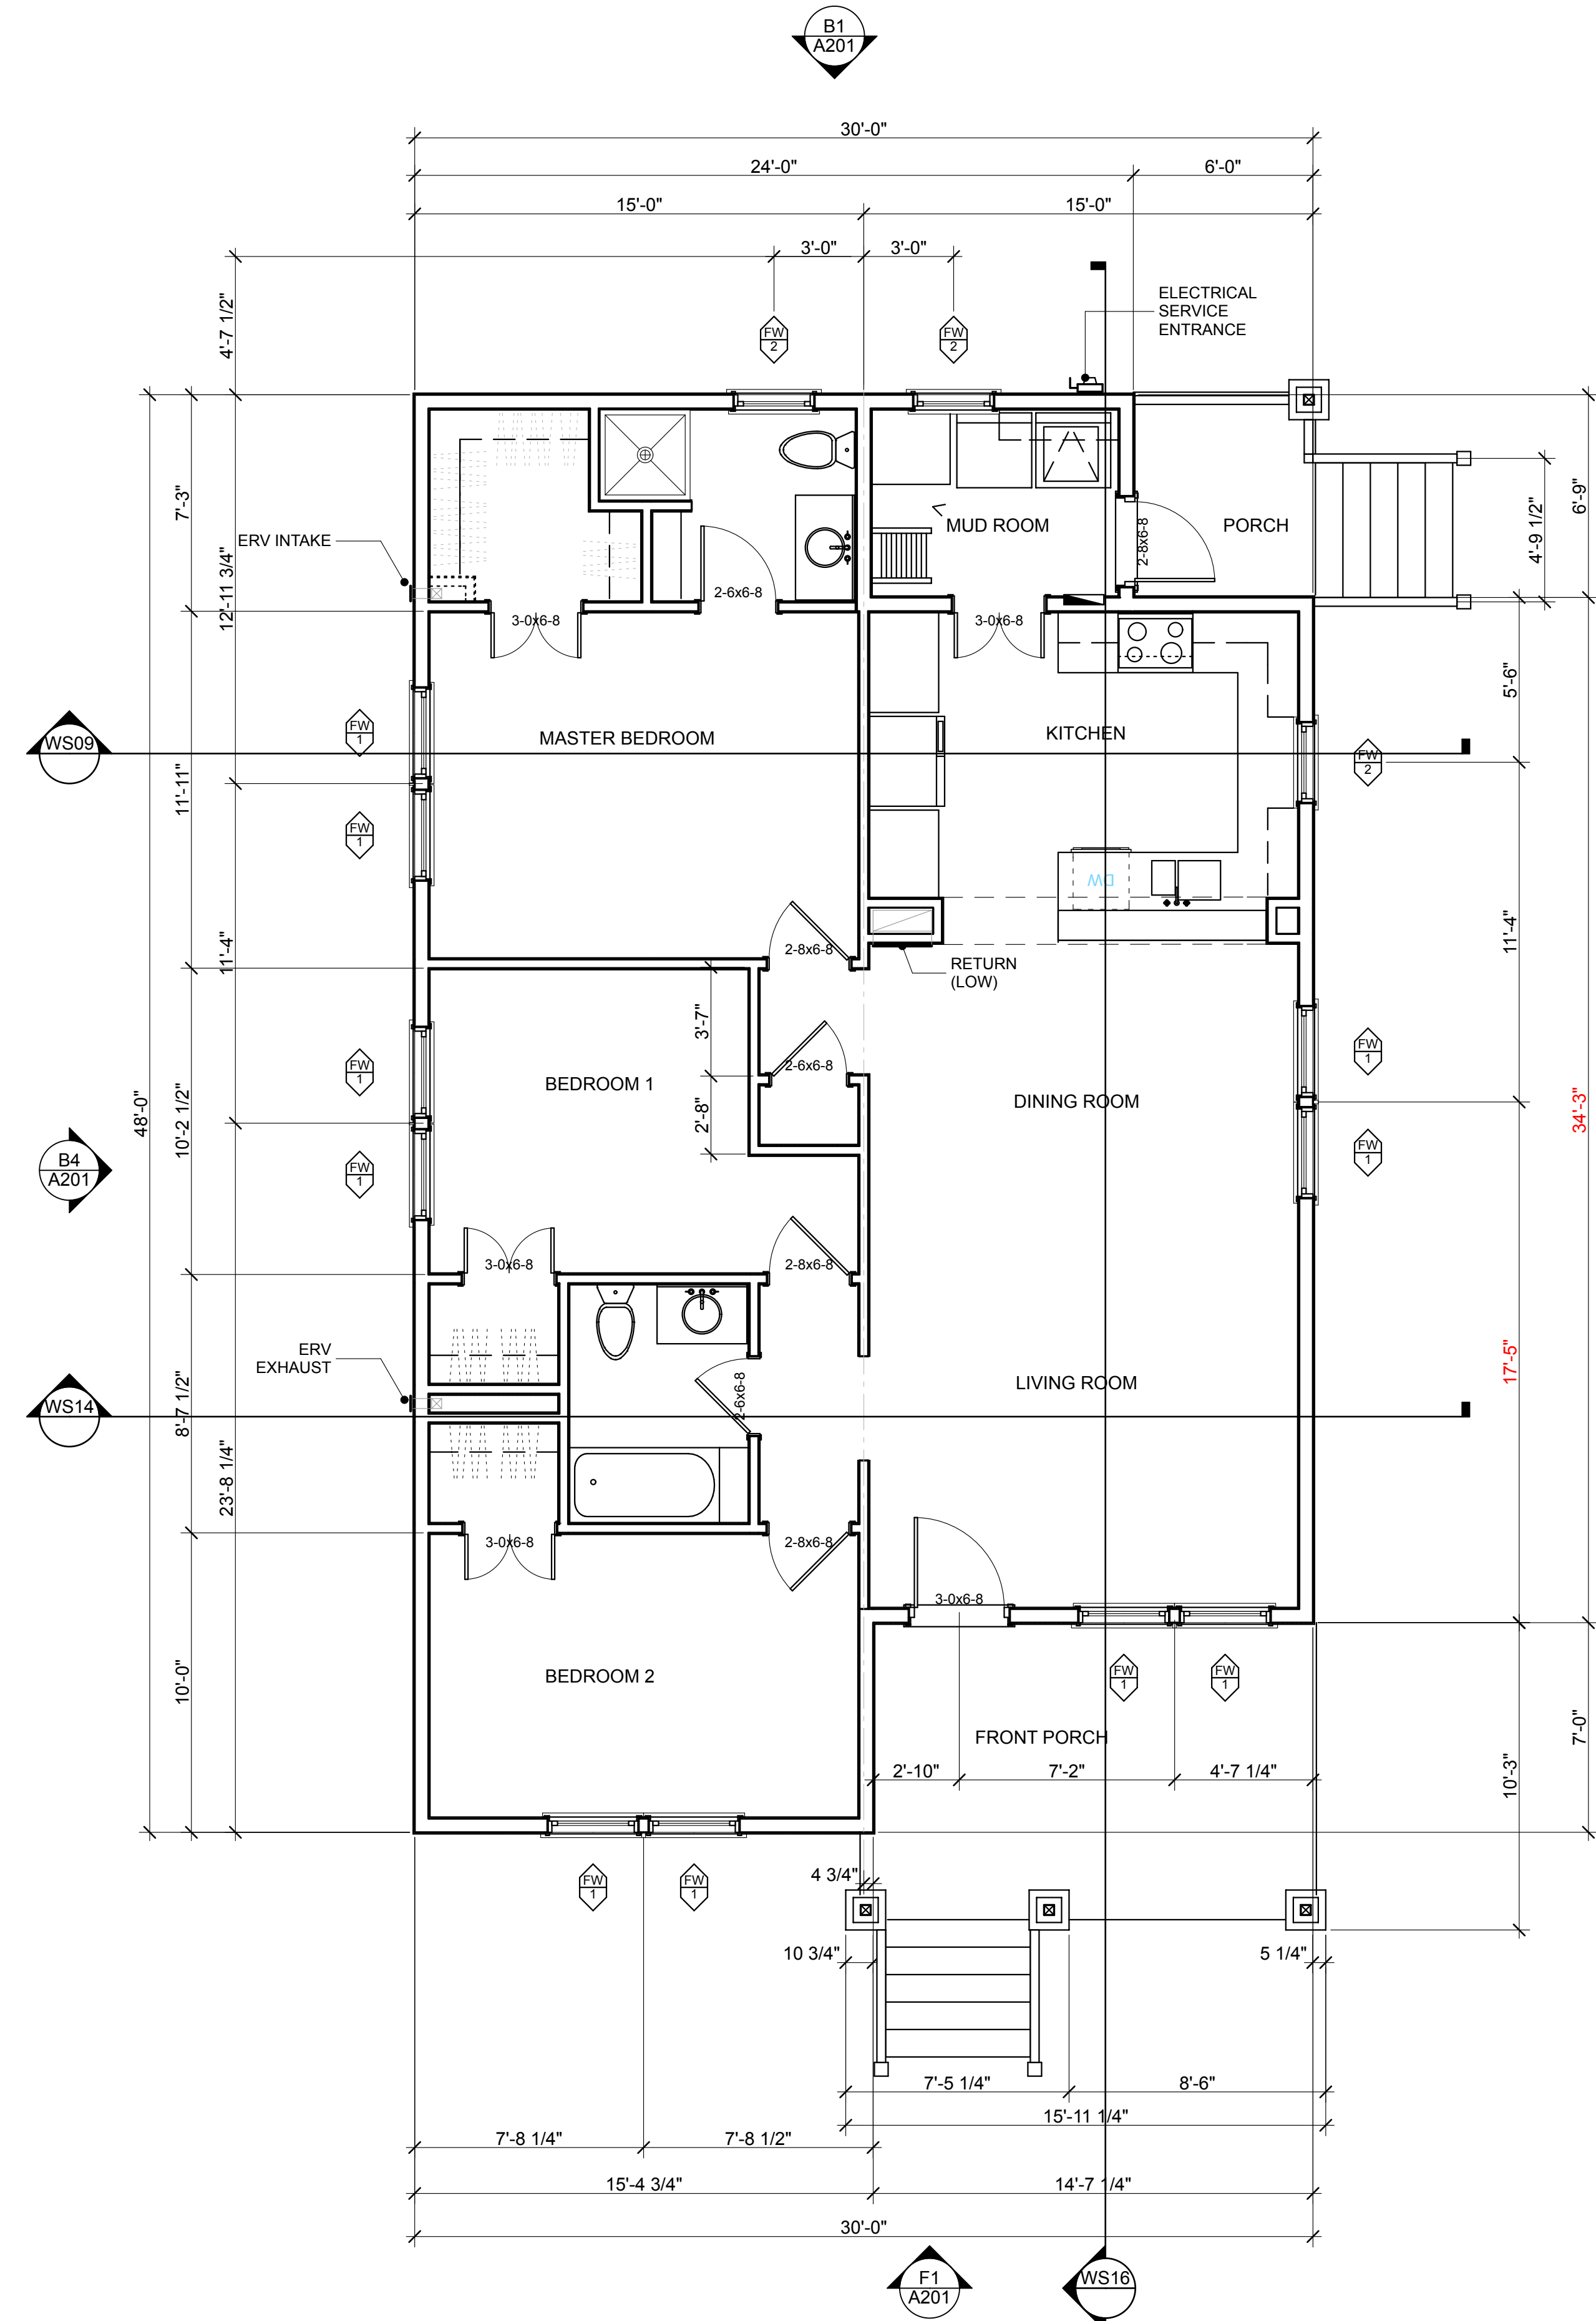 B1
A201
30'-0"
24'-0"
6'-0"
15'-0"
15'-0"
3'-0"
3'-0"
4'-7 1/2"
ELECTRICAL
SERVICE
ENTRANCE
FW
2
FW
2
7'-3"
6'-9"
4'-9 1/2"
MUD ROOM
PORCH
2-8x6-8
ERV INTAKE
12'-11 3/4"
2-6x6-8
3-0x6-8
3-0x6-8
5'-6"
WS09
FW
1
MASTER BEDROOM
KITCHEN
FW
2
11'-11"
FW
1
DW
11'-4"
2-8x6-8
11'-4"
RETURN
(LOW)
3'-7"
48'-0"
FW
1
BEDROOM 1
2-6x6-8
DINING ROOM
FW
1
34'-3"
10'-2 1/2"
2'-8"
B4
A201
FW
1
FW
1
3-0x6-8
2-8x6-8
ERV
EXHAUST
17'-5"
LIVING ROOM
2-6x6-8
WS14
8'-7 1/2"
23'-8 1/4"
3-0x6-8
2-8x6-8
3-0x6-8
10'-0"
BEDROOM 2
FW
1
FW
1
FRONT PORCH
7'-0"
2'-10"
7'-2"
4'-7 1/4"
10'-3"
FW
1
FW
1
4 3/4"
10 3/4"
5 1/4"
7'-5 1/4"
8'-6"
15'-11 1/4"
7'-8 1/4"
7'-8 1/2"
15'-4 3/4"
14'-7 1/4"
30'-0"
F1
A201
WS16